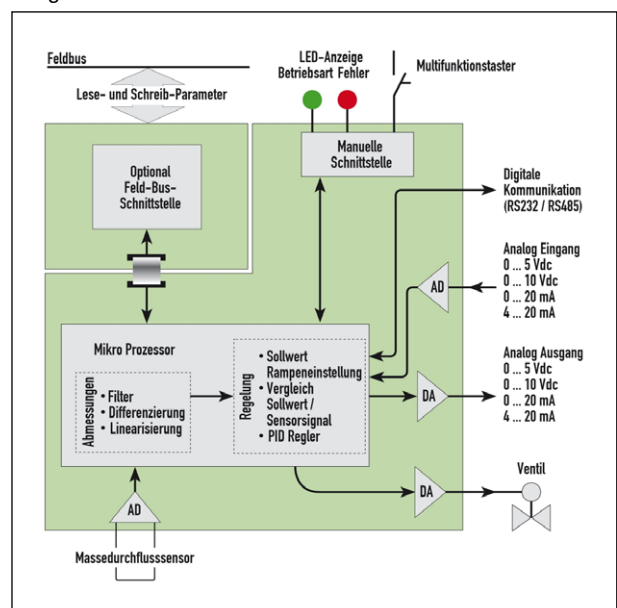 Feldbus
Lese- und Schreib-Parameter
LED-Anzeige
Betriebsart Fehler
Multifunktionstaster
Optional
Feld-Bus-
Schnittstelle
Manuelle
Schnittstelle
Digitale
Kommunikation
(RS232 / RS485)
Analog Eingang
0 ... 5 Vdc
0 ... 10 Vdc
0 ... 20 mA
4 ... 20 mA
AD
Mikro Prozessor
Abmessungen
• Filter
• Differenzierung
• Linearisierung
Regelung
• Sollwert
Rampeneinstellung
• Vergleich
Sollwert /
Sensorsignal
• PID Regler
Analog Ausgang
0 ... 5 Vdc
0 ... 10 Vdc
0 ... 20 mA
4 ... 20 mA
DA
Ventil
DA
AD
Massedurchflusssensor